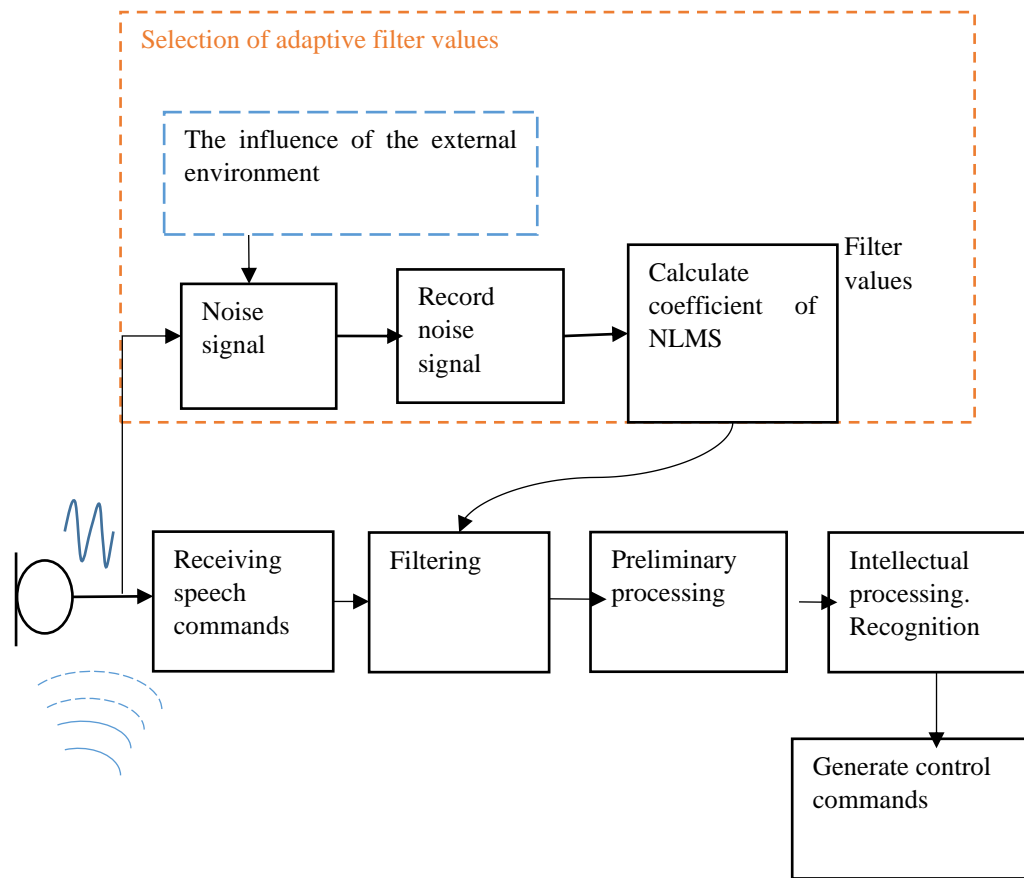 Selection of adaptive filter values
The influence of the external
environment
Noise
signal
Record
noise
signal
Calculate
coefficient of
NLMS
Filter
values
Receiving
speech
commands
Filtering
Preliminary
processing
Intellectual
processing.
Recognition
Generate control
commands